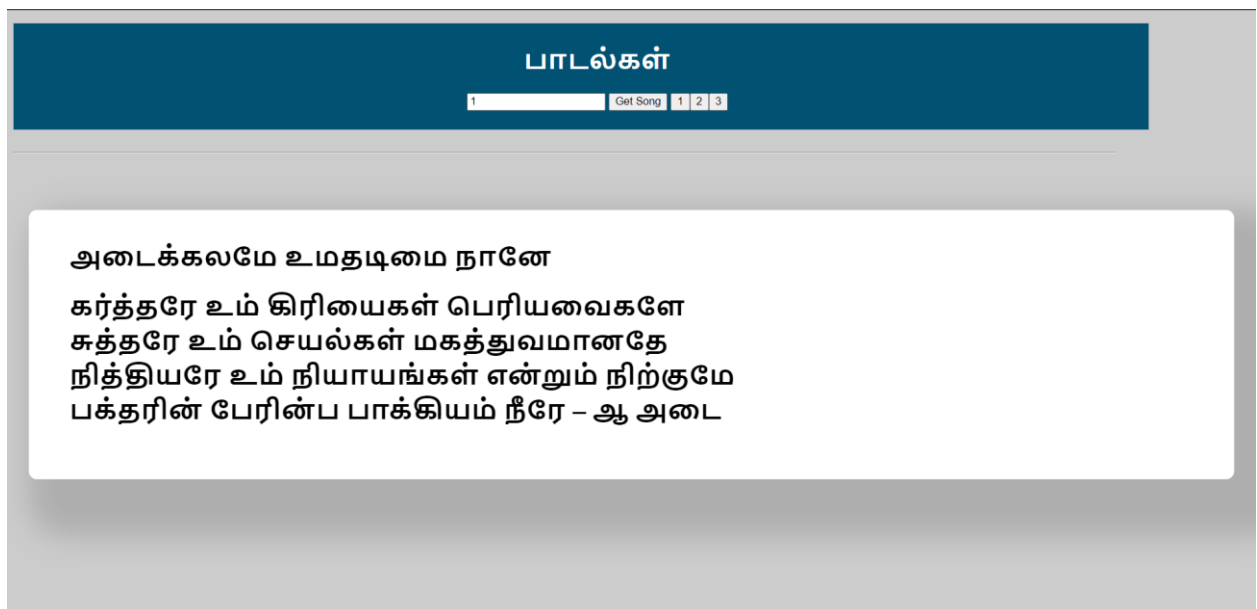 பாடல்கள்
1 Get Song 1 2 3
அடைக்கலமே உமதடிமை நானே
கர்த்தரே உம் கிரியைகள் பெரியவைகளே
சுத்தரே உம் செயல்கள் மகத்துவமானதே
நித்தியரே உம் நியாயங்கள் என்றும் நிற்குமே
பக்தரின் பேரின்ப பாக்கியம் நீரே – ஆ அடை